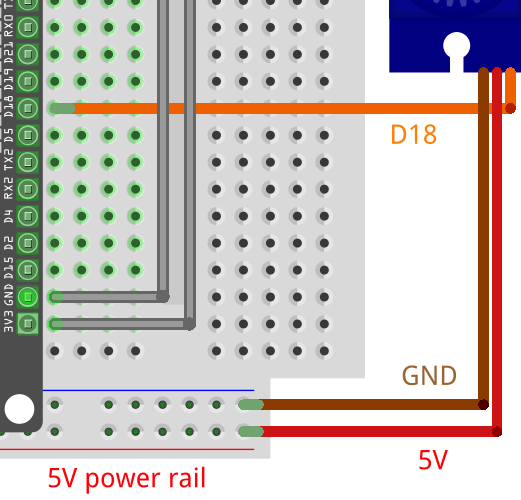 RX0
D21
D19
D18
D5
TX2
RX2
D4
D2
D15
GND
3V3
D18
GND
5V
5V power rail